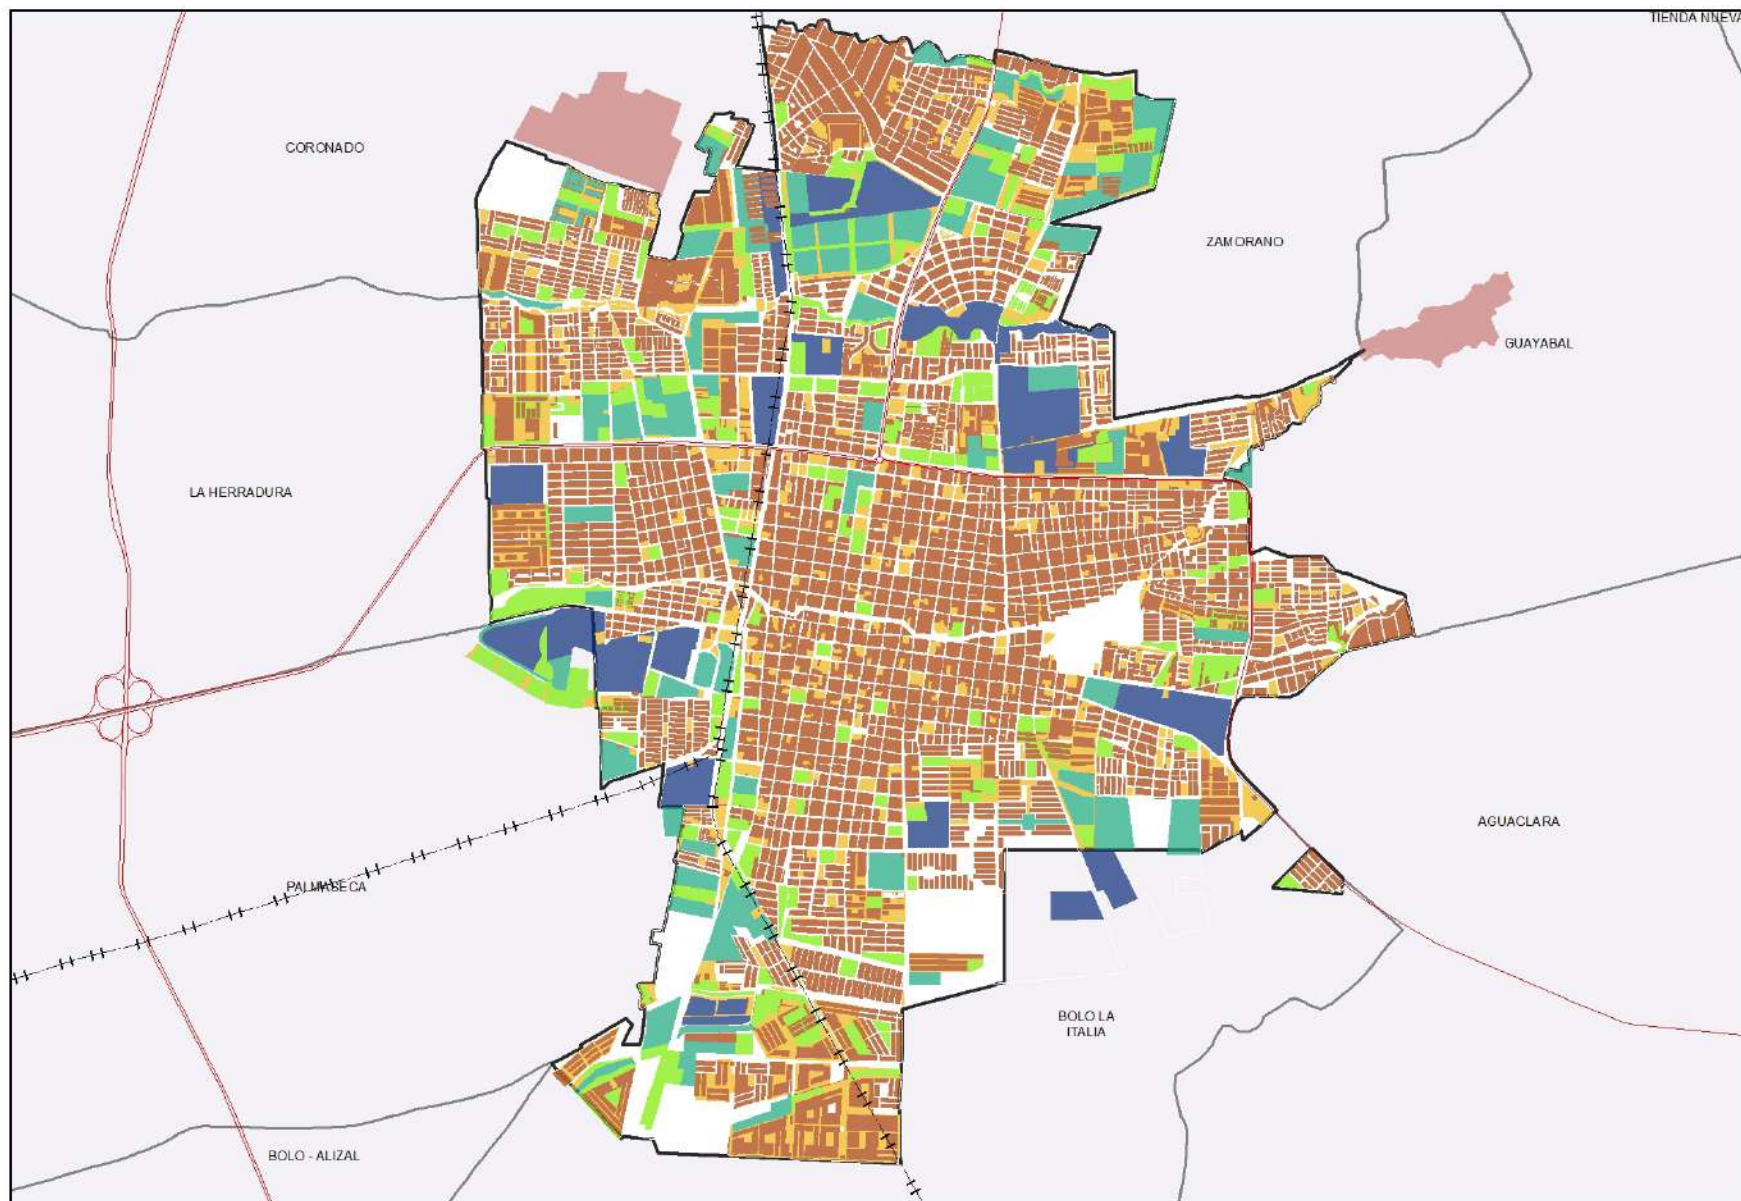 TIENDA NUEVA
CORONADO
ZAMORANO
GUAYABAL
LA HERRADURA
AGUACLARA
PALMASECA
BOLO LA
ITALIA
BOLO - ALIZAL